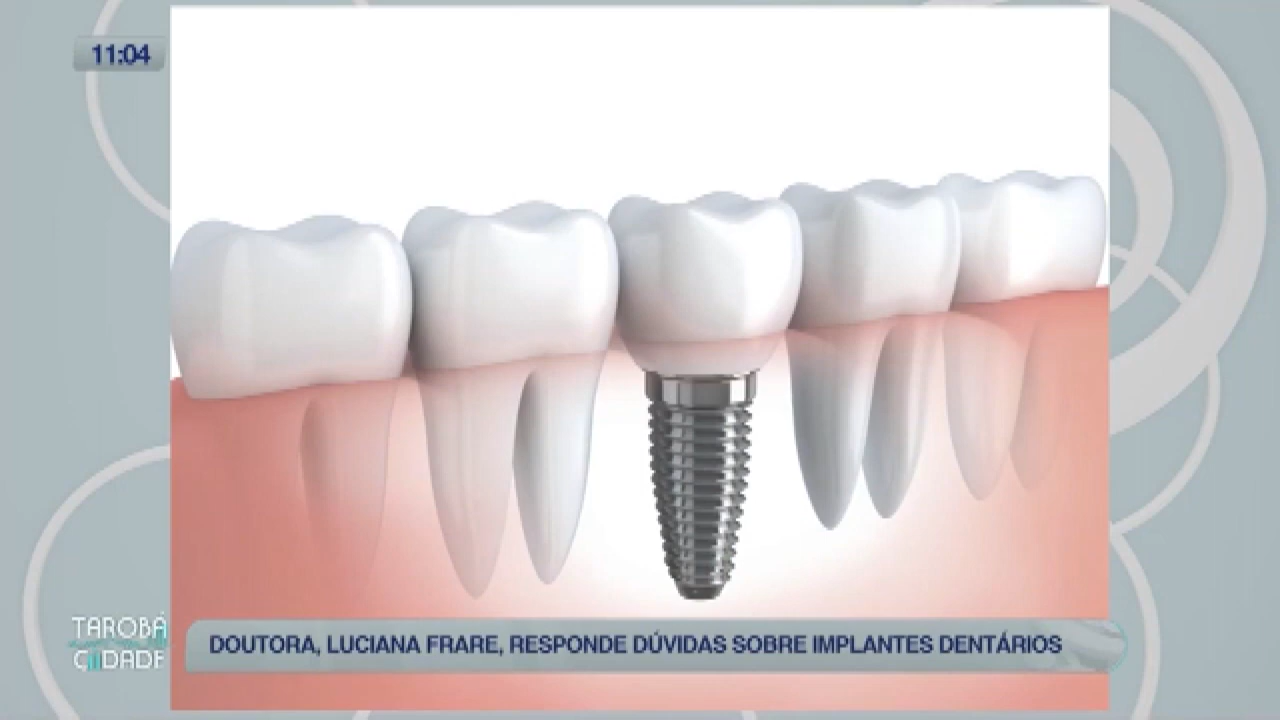 11:04
TAROBÁ
CIDADE
DOUTORA, LUCIANA FRARE, RESPONDE DÚVIDAS SOBRE IMPLANTES DENTÁRIOS